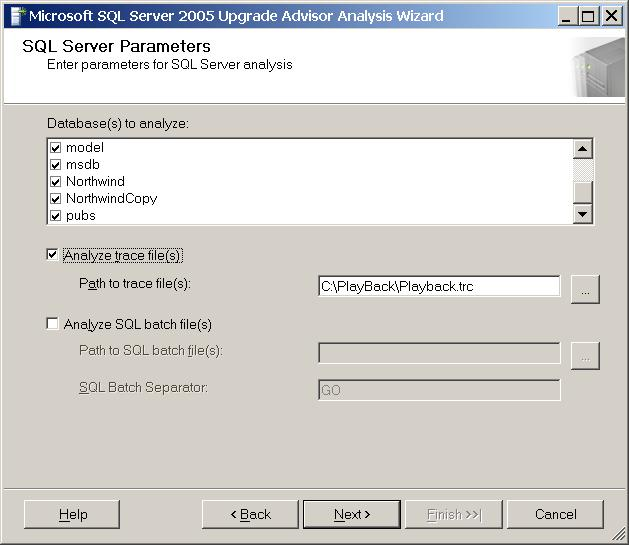 Microsoft SQL Server 2005 Upgrade Advisor Analysis Wizard
SQL Server Parameters
Enter parameters for SQL Server analysis
Database(s) to analyze:
model
msdb
Northwind
NorthwindCopy
pubs
Analyze trace file(s)
Path to trace file(s):
C:\PlayBack\Playback.trc
...
Analyze SQL batch file(s)
Path to SQL batch file(s):
...
SQL Batch Separator:
GO
Help
< Back
Next >
Finish >>|
Cancel